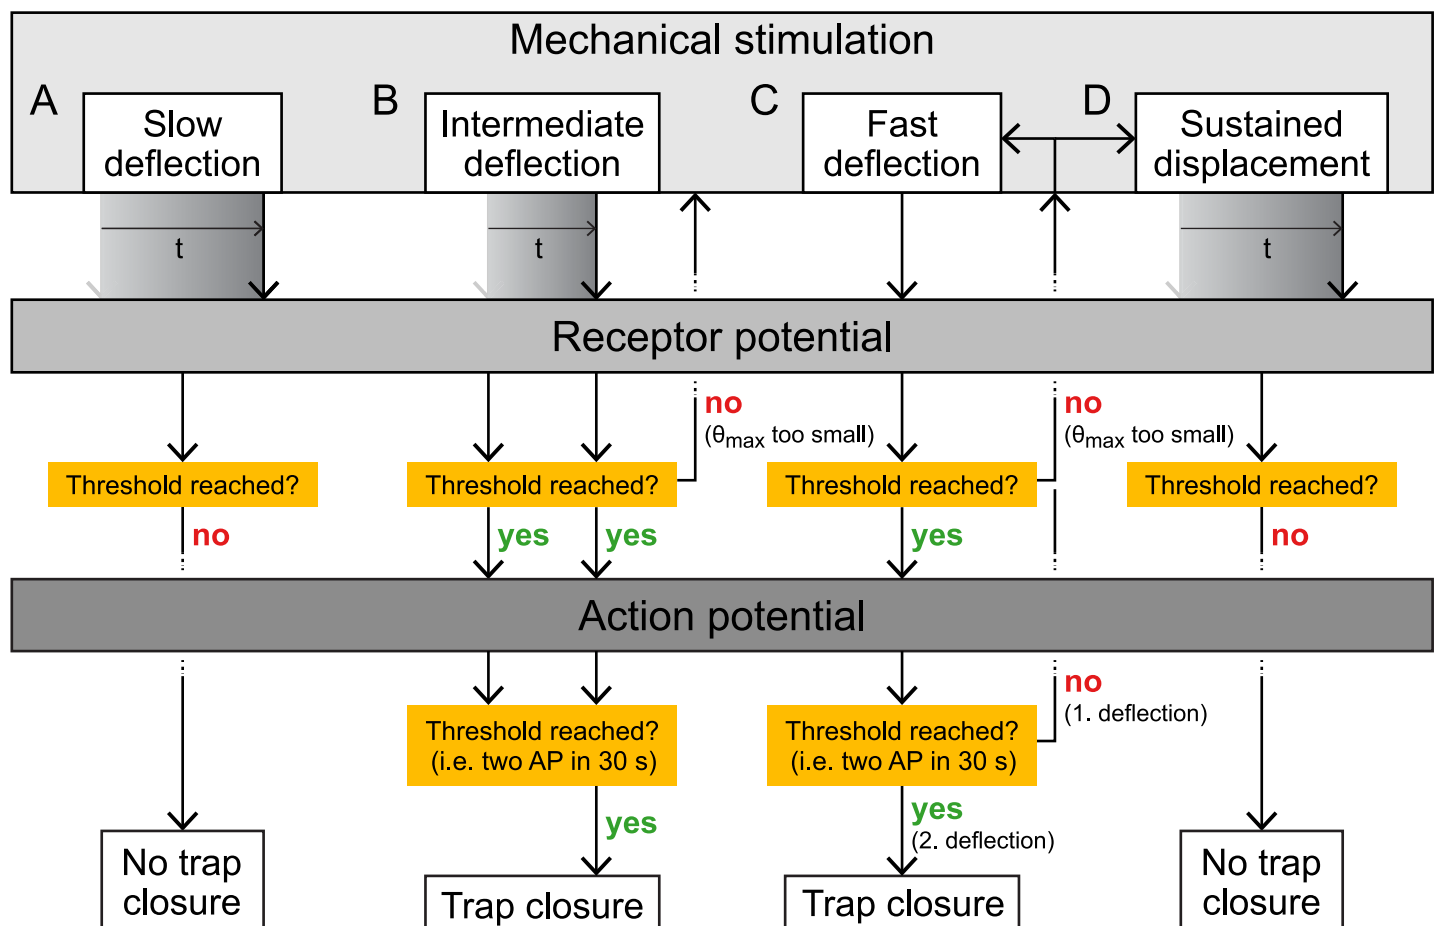 Mechanical stimulation
A
Slow
deflection
B
Intermediate
deflection
C
Fast
deflection
D
Sustained
displacement
t
t
t
Receptor potential
no
(θmax too small)
no
(θmax too small)
Threshold reached?
Threshold reached?
Threshold reached?
Threshold reached?
no
yes
yes
yes
no
Action potential
no
(1. deflection)
Threshold reached?
(i.e. two AP in 30 s)
Threshold reached?
(i.e. two AP in 30 s)
yes
yes
(2. deflection)
No trap
closure
Trap closure
Trap closure
No trap
closure